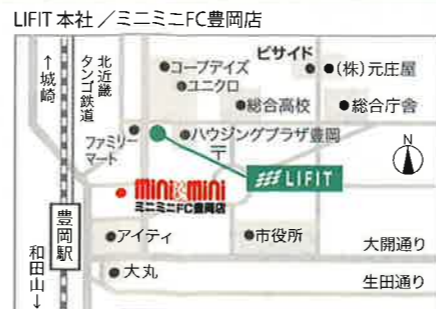 LIFIT 本社／ミニミニFC豊岡店
↑城崎
北近畿
タンゴ鉄道
コープデイズ
ユニクロ
ビサイド
(株)元庄屋
総合高校
総合庁舎
ファミリー
マート
ハウジングプラザ豊岡
〒
N
LIFIT
mini&mini
ミニミニFC豊岡店
豊岡駅
アイティ
市役所
大開通り
大丸
生田通り
和田山↓